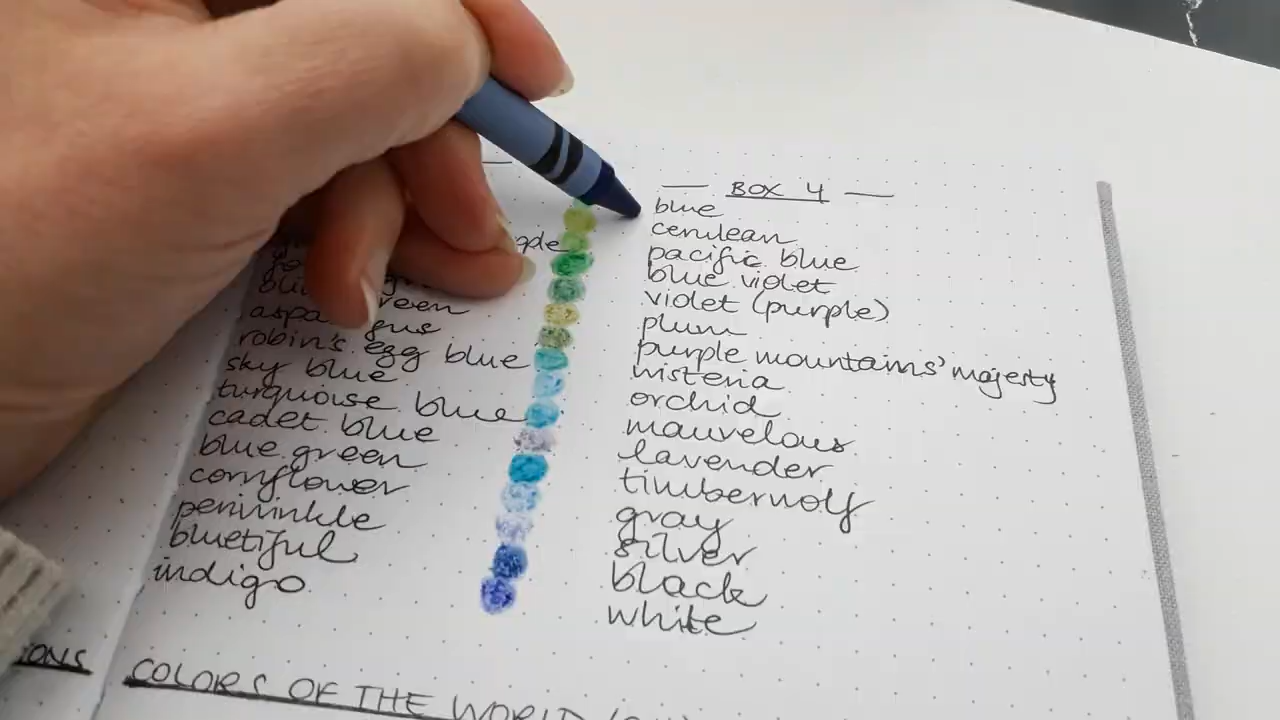 BOX 4
blue
cerulean
pacific blue
blue violet
violet (purple)
plum
purple mountains' majesty
wisteria
orchid
mauvelous
lavender
timberwolf
gray
silver
black
white
asparagus
robin's egg blue
sky blue
turquoise blue
cadet blue
blue green
cornflower
periwinkle
bluetiful
indigo
COLORS OF THE WORLD